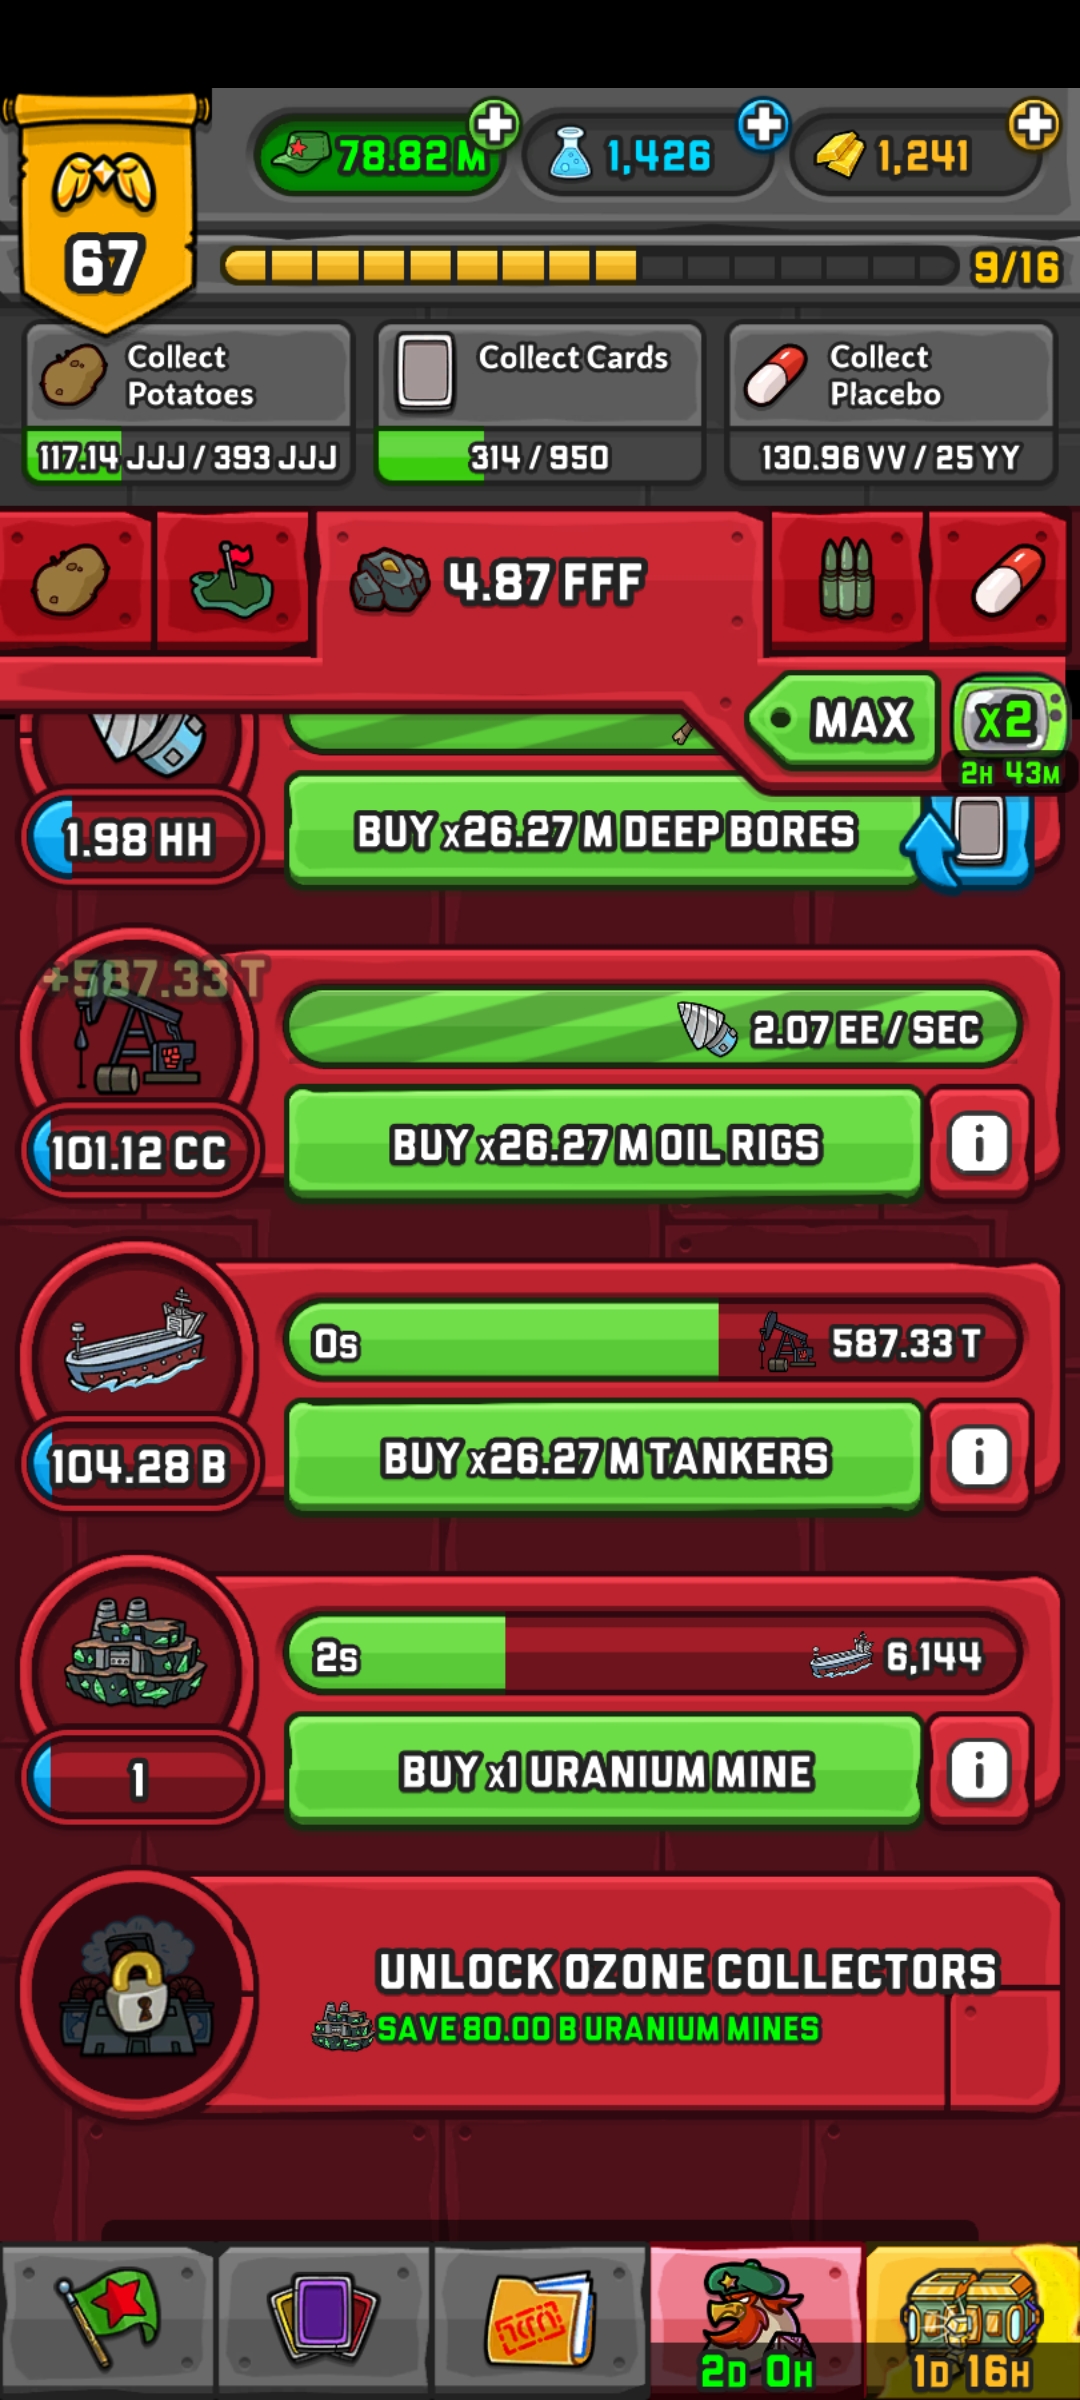 78.82 M
1,426
1,241
67
9/16
Collect
Potatoes
117.14 JJJ / 393 JJJ
Collect Cards
314 / 950
Collect
Placebo
130.96 VV / 25 YY
4.87 FFF
MAX
x2
2H 43M
1.98 HH
BUY x26.27 M DEEP BORES
+587.33 T
2.07 EE / SEC
101.12 CC
BUY x26.27 M OIL RIGS
i
0s
587.33 T
104.28 B
BUY x26.27 M TANKERS
i
2s
6,144
1
BUY x1 URANIUM MINE
i
UNLOCK OZONE COLLECTORS
SAVE 80.00 B URANIUM MINES
2D 0H
1D 16H